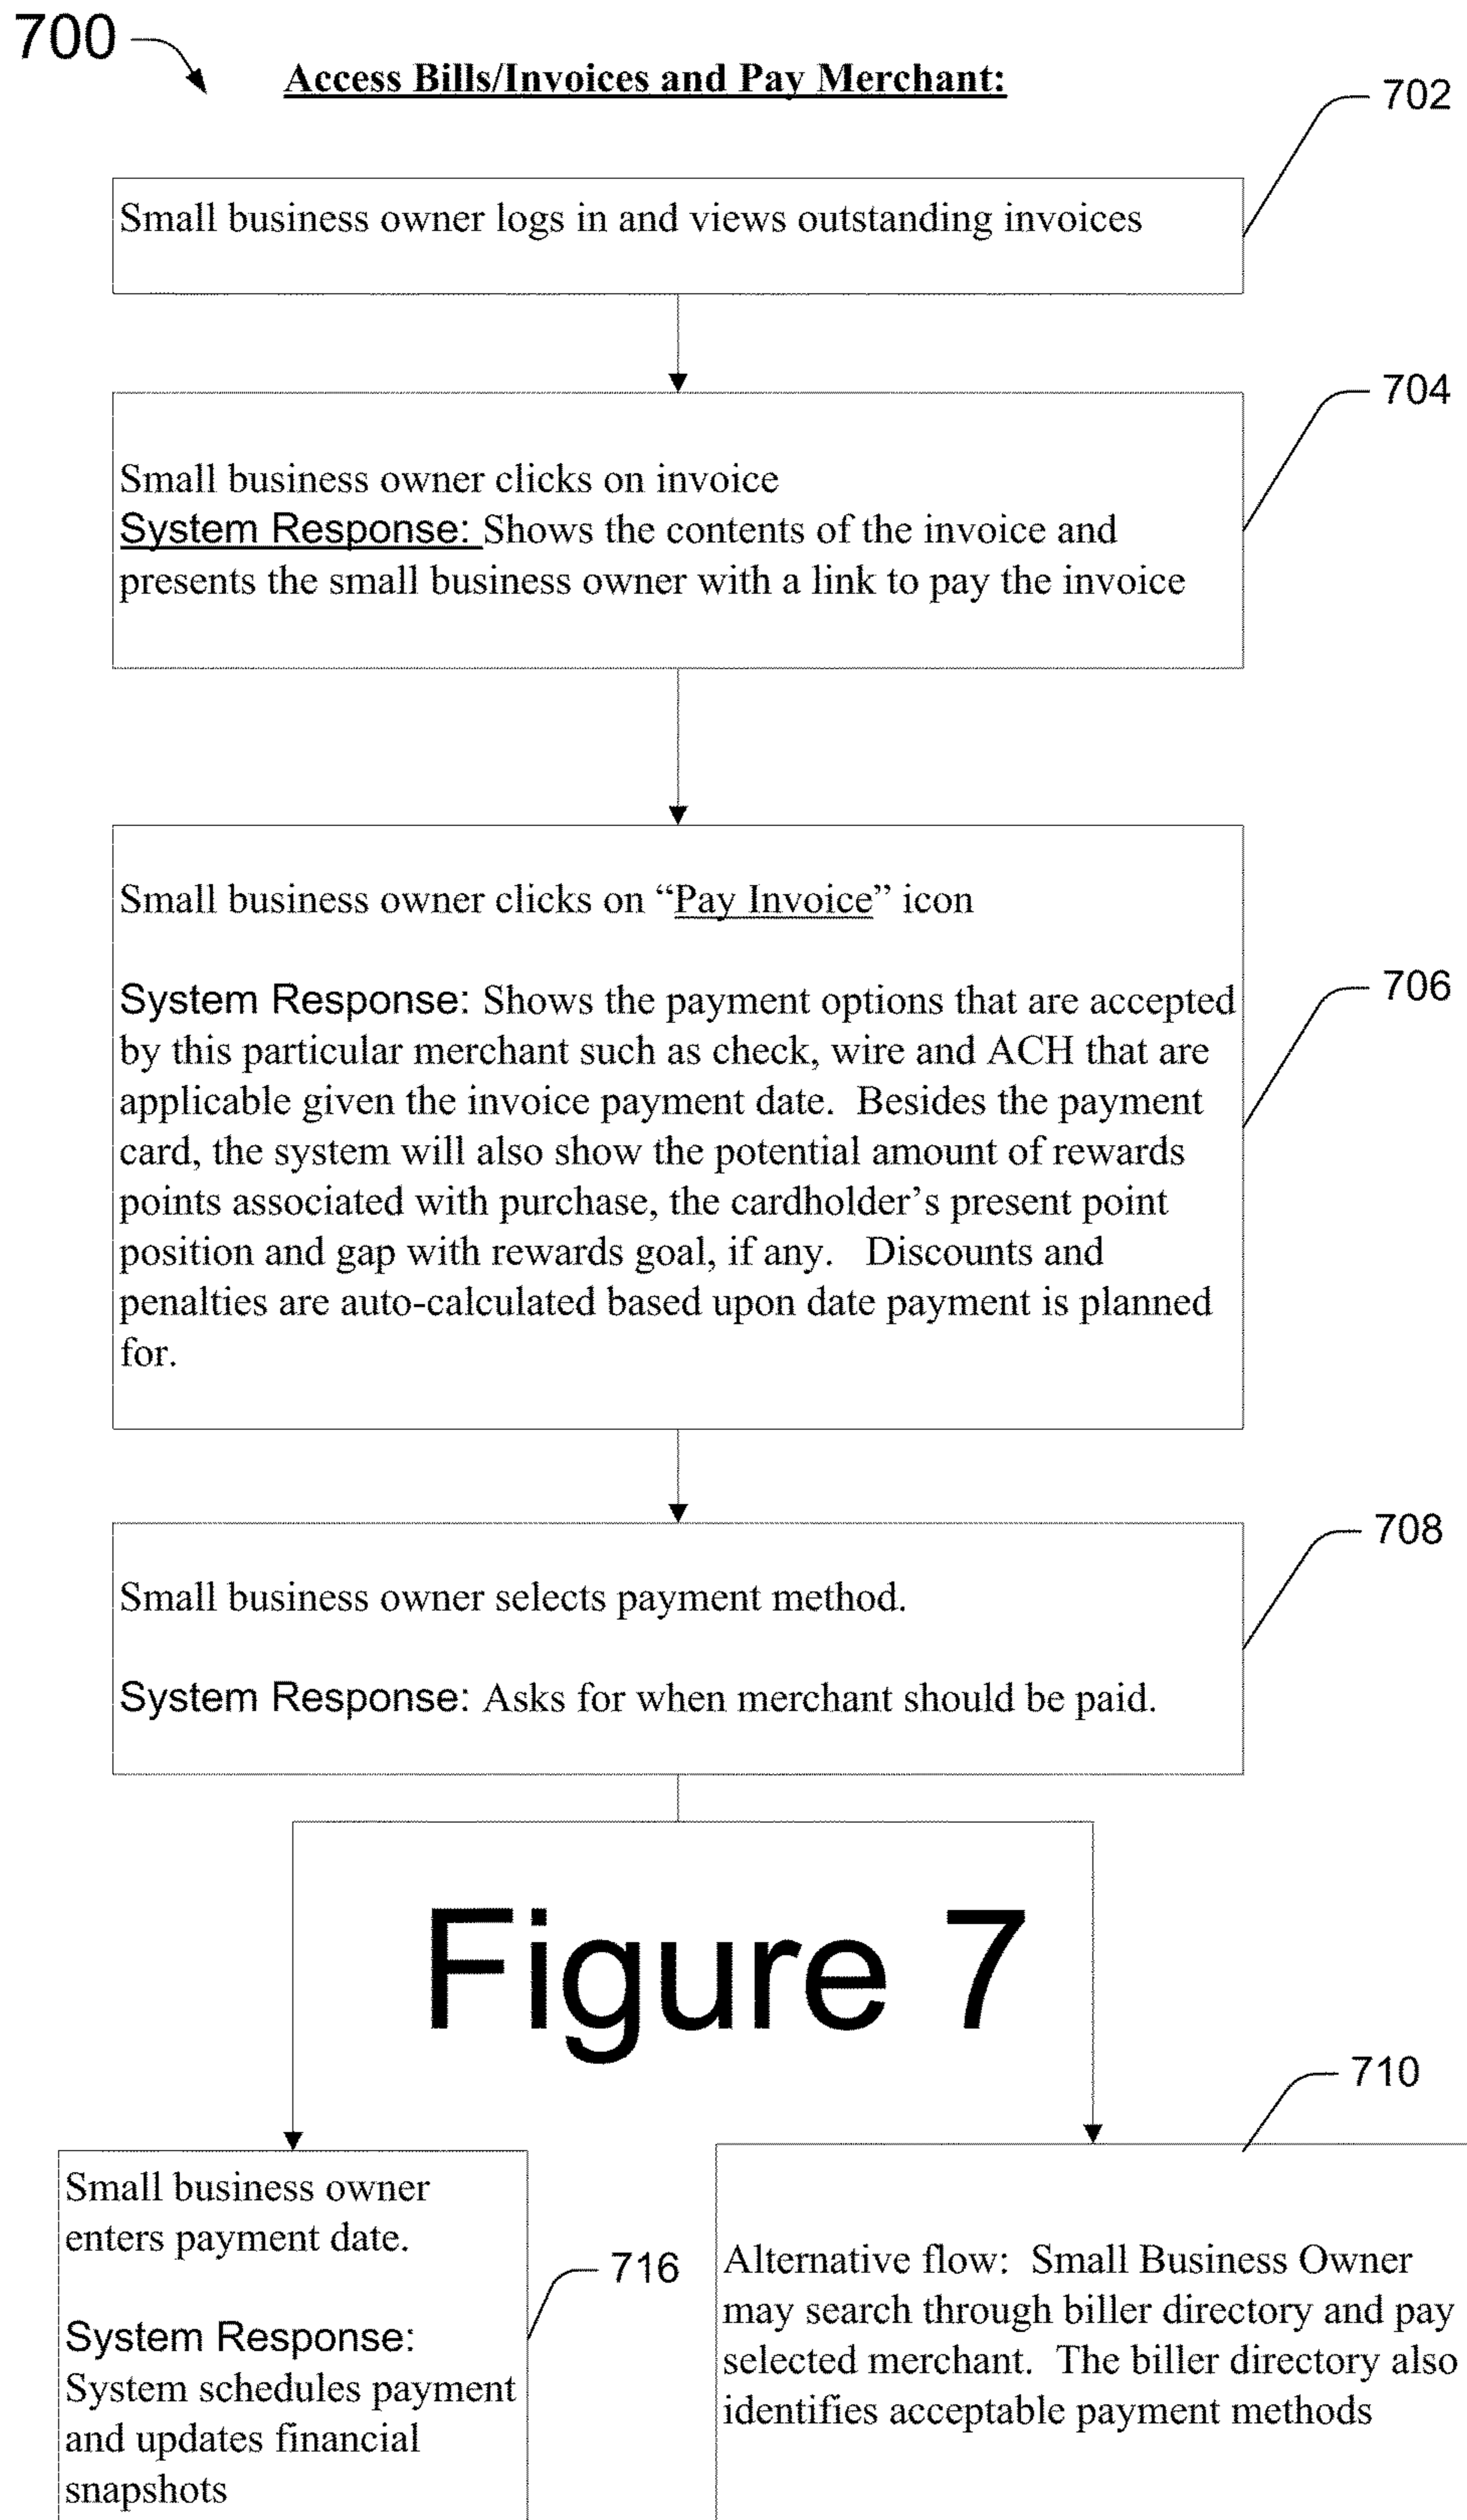 700
Access Bills/Invoices and Pay Merchant:
702
Small business owner logs in and views outstanding invoices
704
Small business owner clicks on invoice
System Response: Shows the contents of the invoice and
presents the small business owner with a link to pay the invoice
706
Small business owner clicks on “Pay Invoice” icon
System Response: Shows the payment options that are accepted
by this particular merchant such as check, wire and ACH that are
applicable given the invoice payment date. Besides the payment
card, the system will also show the potential amount of rewards
points associated with purchase, the cardholder’s present point
position and gap with rewards goal, if any. Discounts and
penalties are auto-calculated based upon date payment is planned
for.
708
Small business owner selects payment method.
System Response: Asks for when merchant should be paid.
Figure 7
716
Small business owner
enters payment date.
System Response:
System schedules payment
and updates financial
snapshots
710
Alternative flow: Small Business Owner
may search through biller directory and pay
selected merchant. The biller directory also
identifies acceptable payment methods